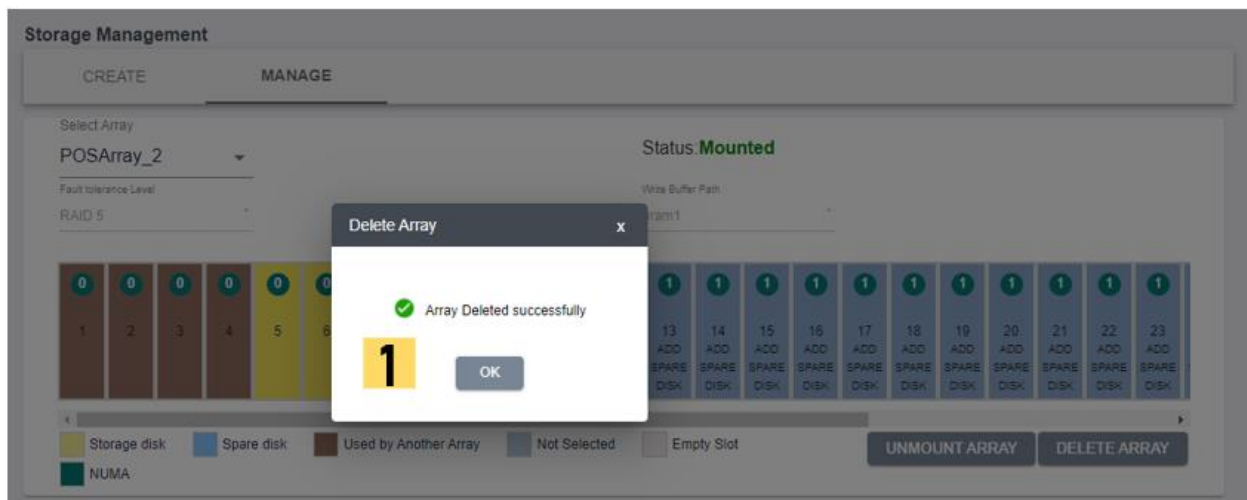 Storage Management
CREATE MANAGE
Select Array
POSArray_2
Status:Mounted
Fault tolerance Level
Write Buffer Path
RAID 5
Delete Array x
0 0 0 0 0 0 1 1 1 1 1 1 1 1 1 1 1
Array Deleted successfully
1 2 3 4 5 6 13 14 15 16 17 18 19 20 21 22 23
ADD ADD ADD ADD ADD ADD ADD ADD ADD ADD ADD
SPARE SPARE SPARE SPARE SPARE SPARE SPARE SPARE SPARE SPARE SPARE
DISK DISK DISK DISK DISK DISK DISK DISK DISK DISK DISK
1
OK
Storage disk Spare disk Used by Another Array Not Selected Empty Slot
UNMOUNT ARRAY DELETE ARRAY
NUMA